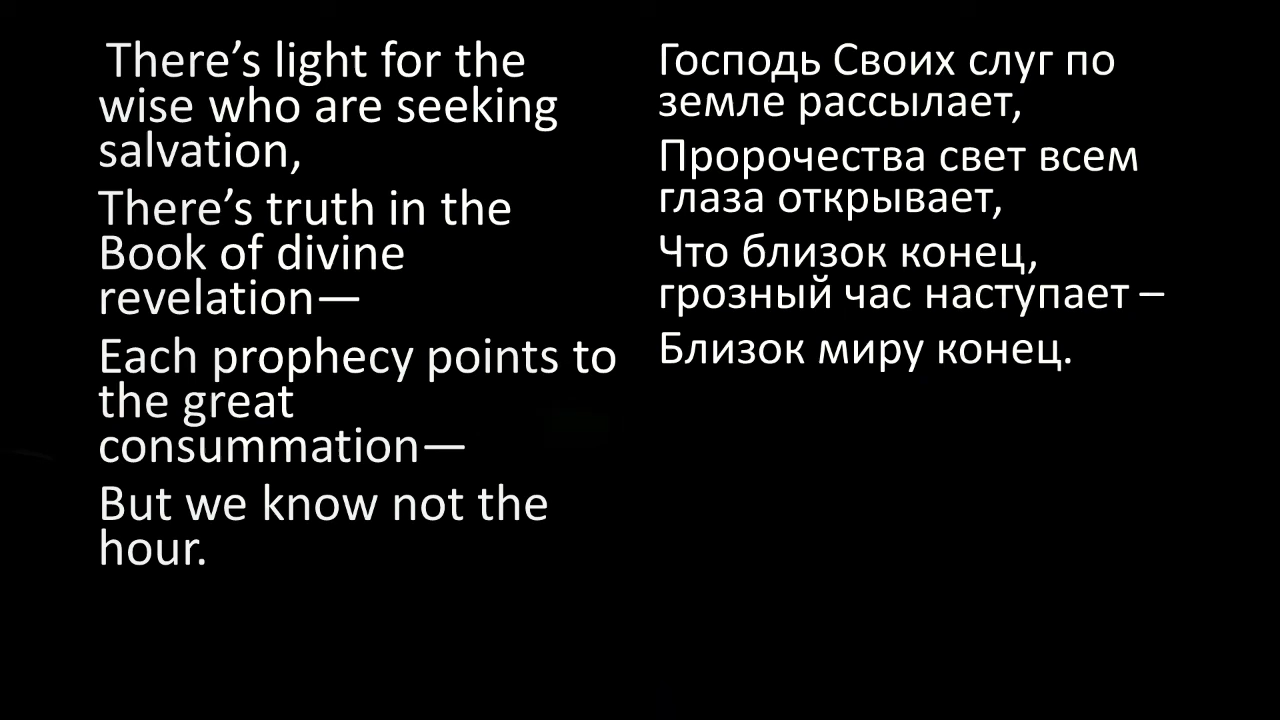 There’s light for the
wise who are seeking
salvation,
There’s truth in the
Book of divine
revelation—
Each prophecy points to
the great
consummation—
But we know not the
hour.
Господь Своих слуг по
земле рассылает,
Пророчества свет всем
глаза открывает,
Что близок конец,
грозный час наступает –
Близок миру конец.